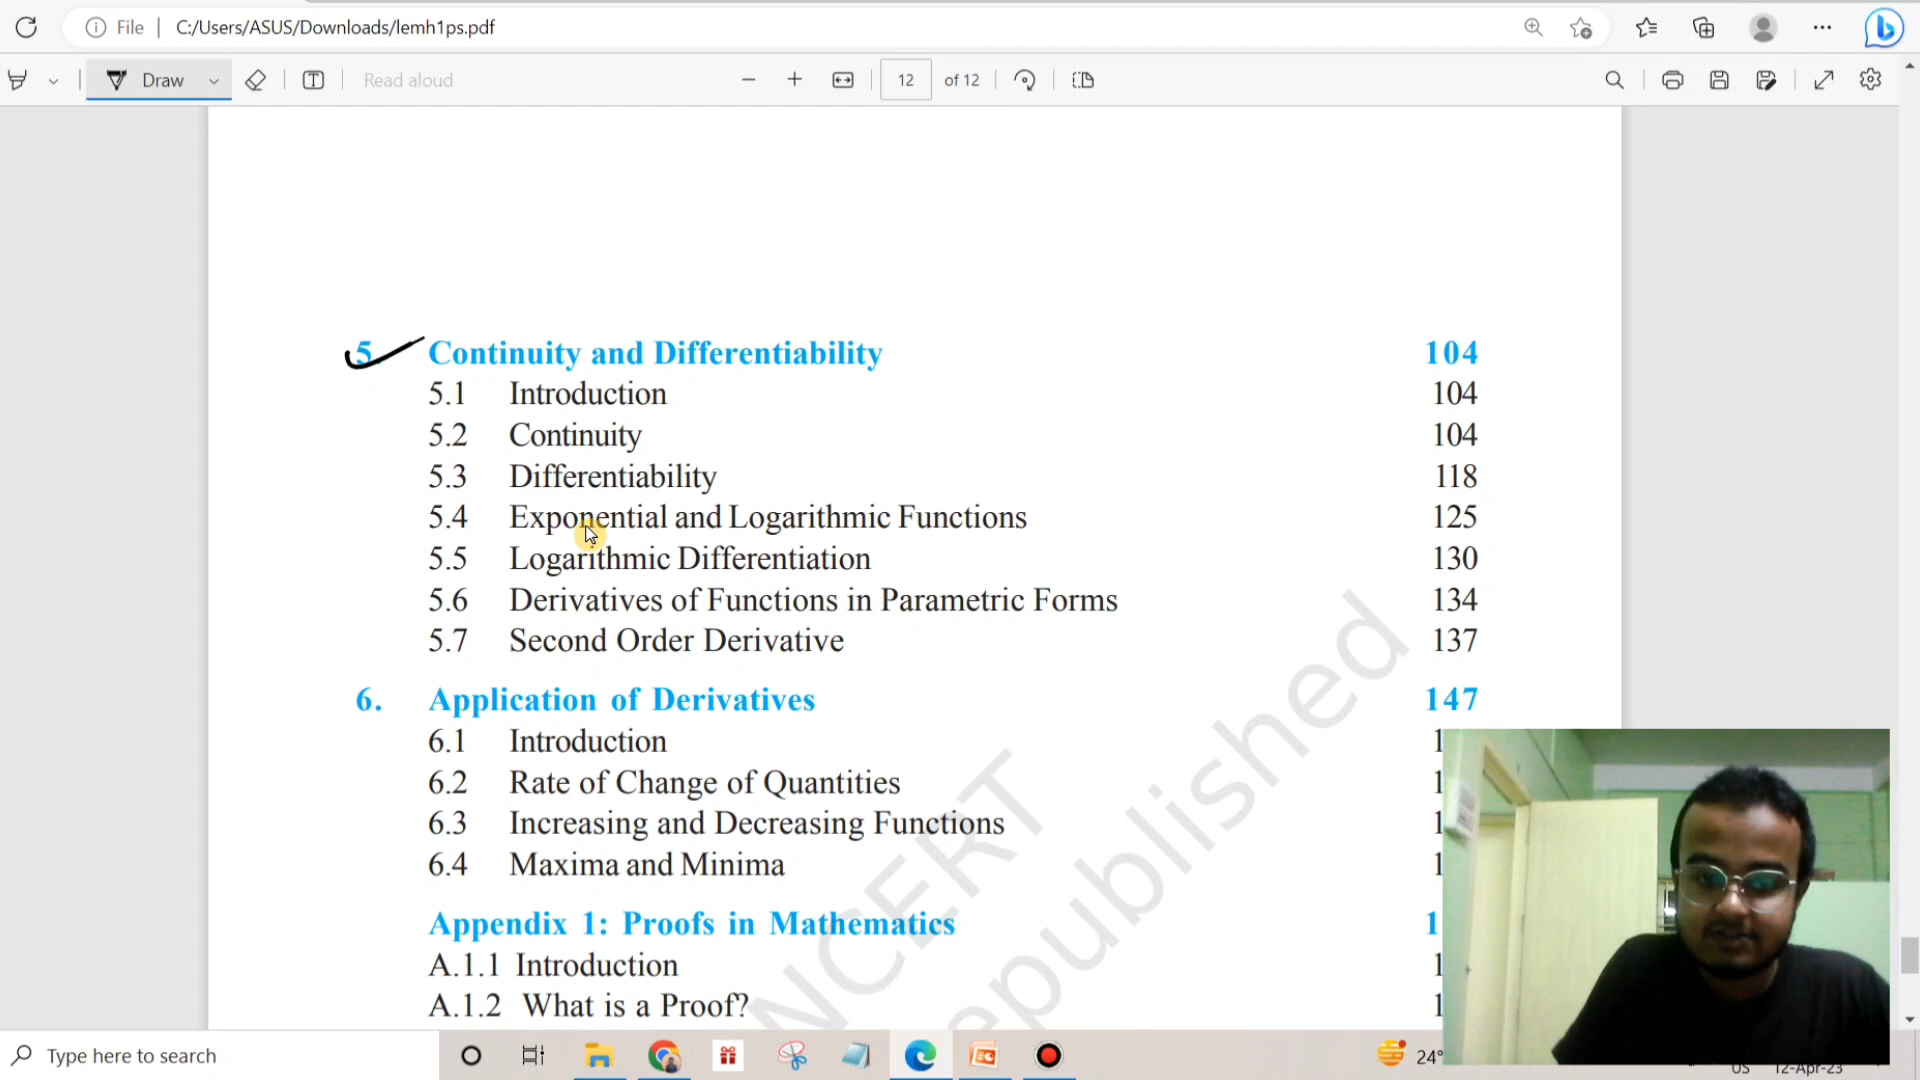 File | C:/Users/ASUS/Downloads/lemh1ps.pdf
Draw Read aloud 12 of 12
5 Continuity and Differentiability 104
5.1 Introduction 104
5.2 Continuity 104
5.3 Differentiability 118
5.4 Exponential and Logarithmic Functions 125
5.5 Logarithmic Differentiation 130
5.6 Derivatives of Functions in Parametric Forms 134
5.7 Second Order Derivative 137
6. Application of Derivatives 147
6.1 Introduction 1
6.2 Rate of Change of Quantities 1
6.3 Increasing and Decreasing Functions 1
6.4 Maxima and Minima 1
Appendix 1: Proofs in Mathematics 1
A.1.1 Introduction 1
A.1.2 What is a Proof? 1
NCERT
epublished
Type here to search 24°
US 12-Apr-23